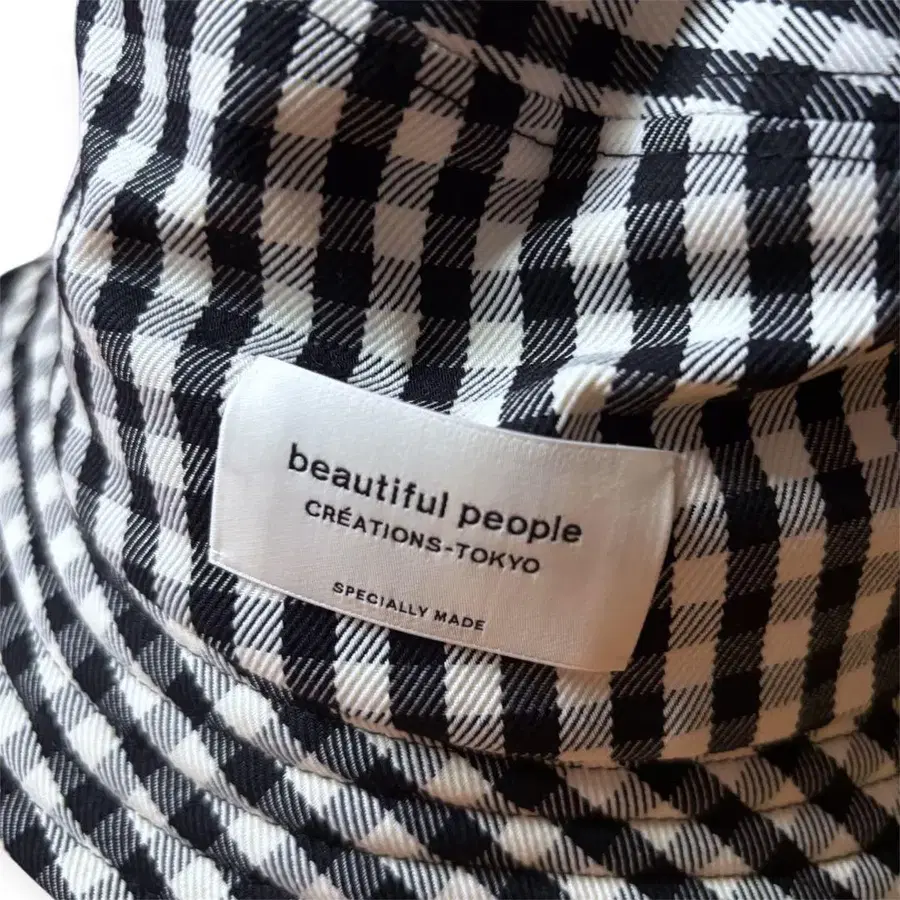 beautiful people
CRÉATIONS-TOKYO
SPECIALLY MADE